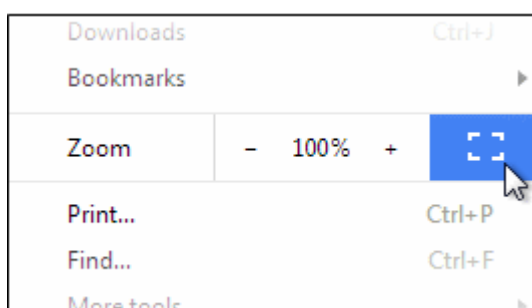 Downloads Ctrl+J
Bookmarks
Zoom - 100% +
Print... Ctrl+P
Find... Ctrl+F
More tools